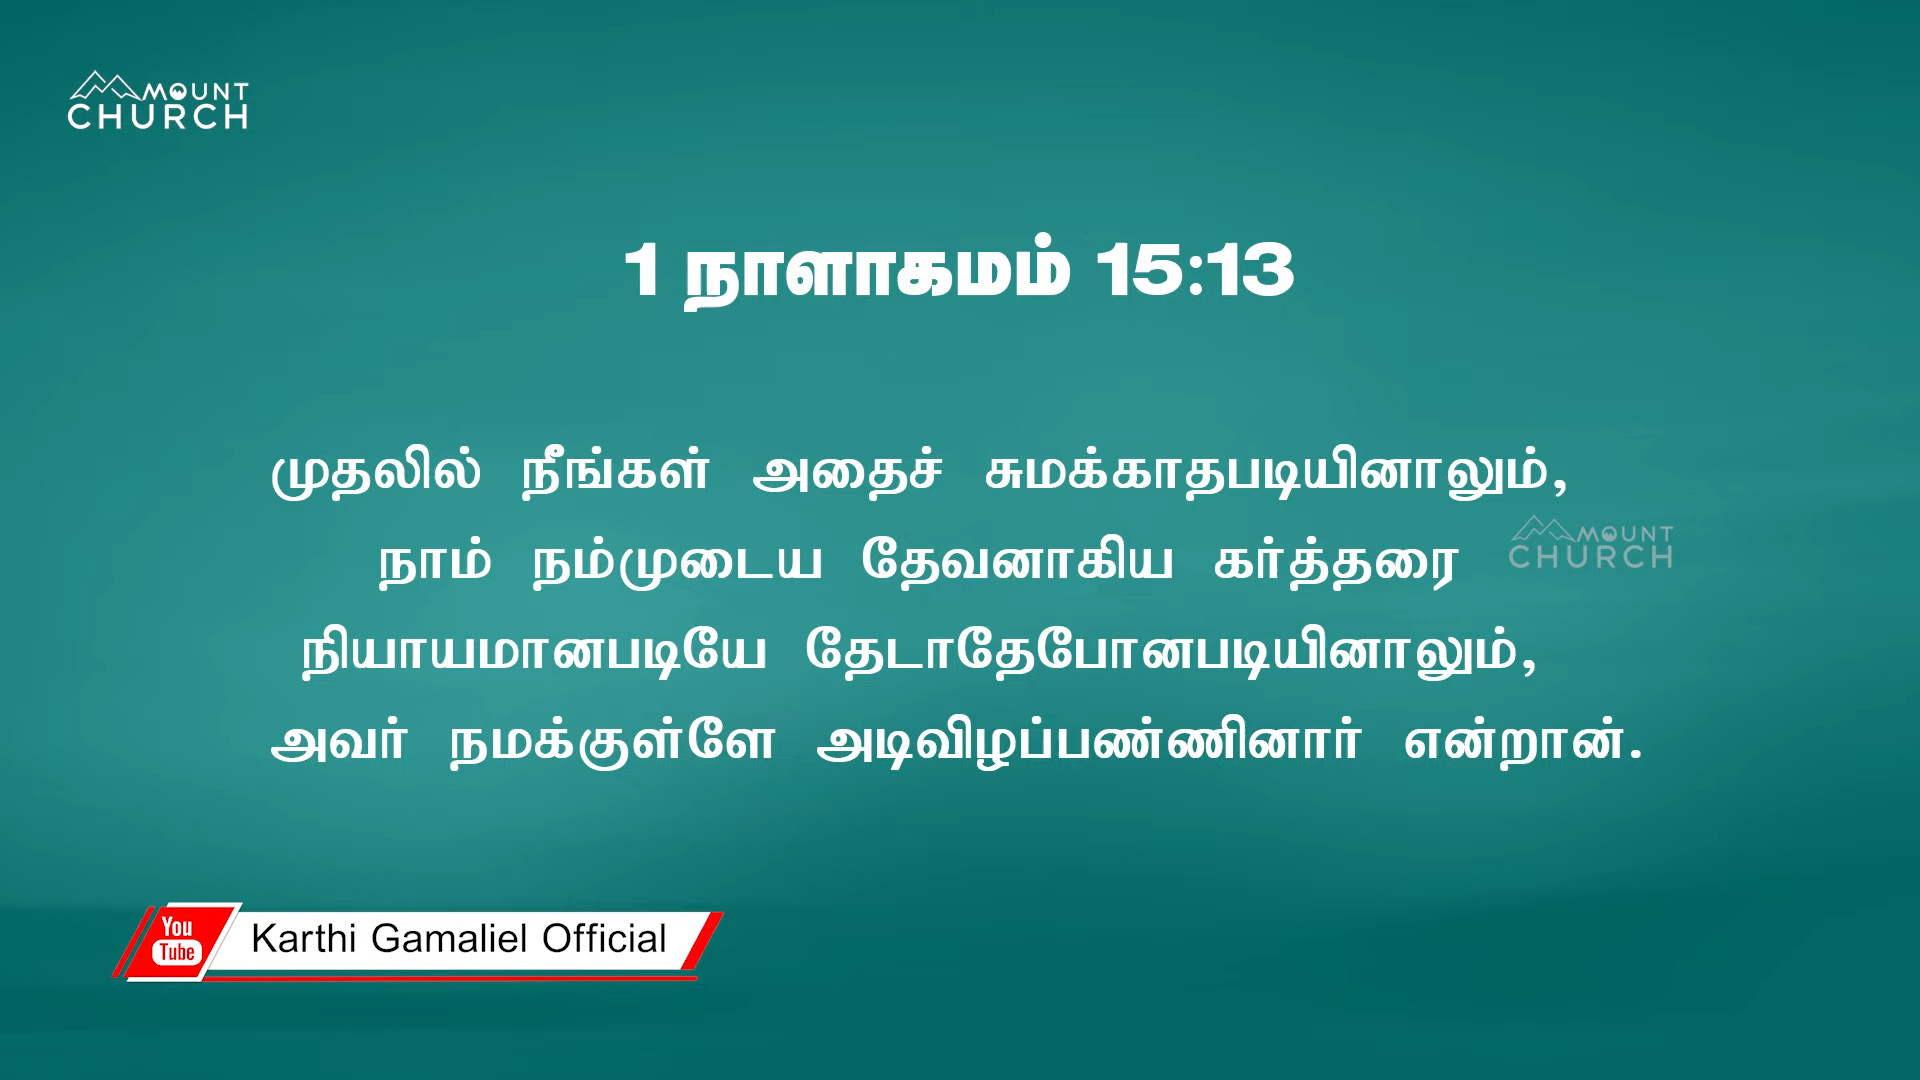 MOUNT
CHURCH
1 நாளாகமம் 15:13
முதலில் நீங்கள் அதைச் சுமக்காதபடியினாலும்,
நாம் நம்முடைய தேவனாகிய கர்த்தரை
MOUNT
CHURCH
நியாயமானபடியே தேடாதேபோனபடியினாலும்,
அவர் நமக்குள்ளே அடிவிழப்பண்ணினார் என்றான்.
You
Tube
Karthi Gamaliel Official